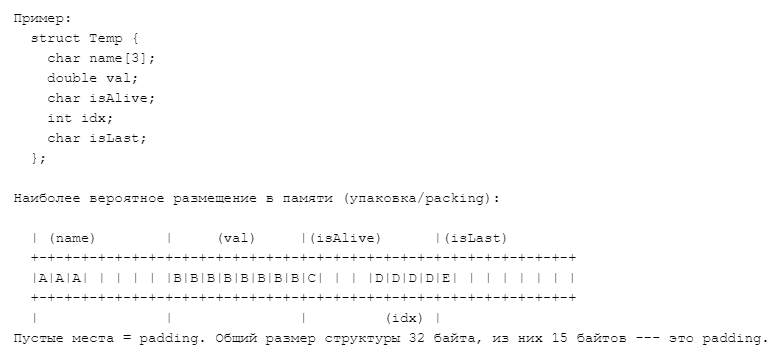 Пример:
  struct Temp {
    char name[3];
    double val;
    char isAlive;
    int idx;
    char isLast;
  };

Наиболее вероятное размещение в памяти (упаковка/packing):

  | (name)        |     (val)     |(isAlive)      |(isLast)
  +-+-+-+-+-+-+-+-+-+-+-+-+-+-+-+-+-+-+-+-+-+-+-+-+-+-+-+-+-+-+-+-+
  |A|A|A| | | | | |B|B|B|B|B|B|B|B|C| | | |D|D|D|D|E| | | | | | | |
  +-+-+-+-+-+-+-+-+-+-+-+-+-+-+-+-+-+-+-+-+-+-+-+-+-+-+-+-+-+-+-+-+
  |               |               |         (idx) |
Пустые места = padding. Общий размер структуры 32 байта, из них 15 байтов --- это padding.